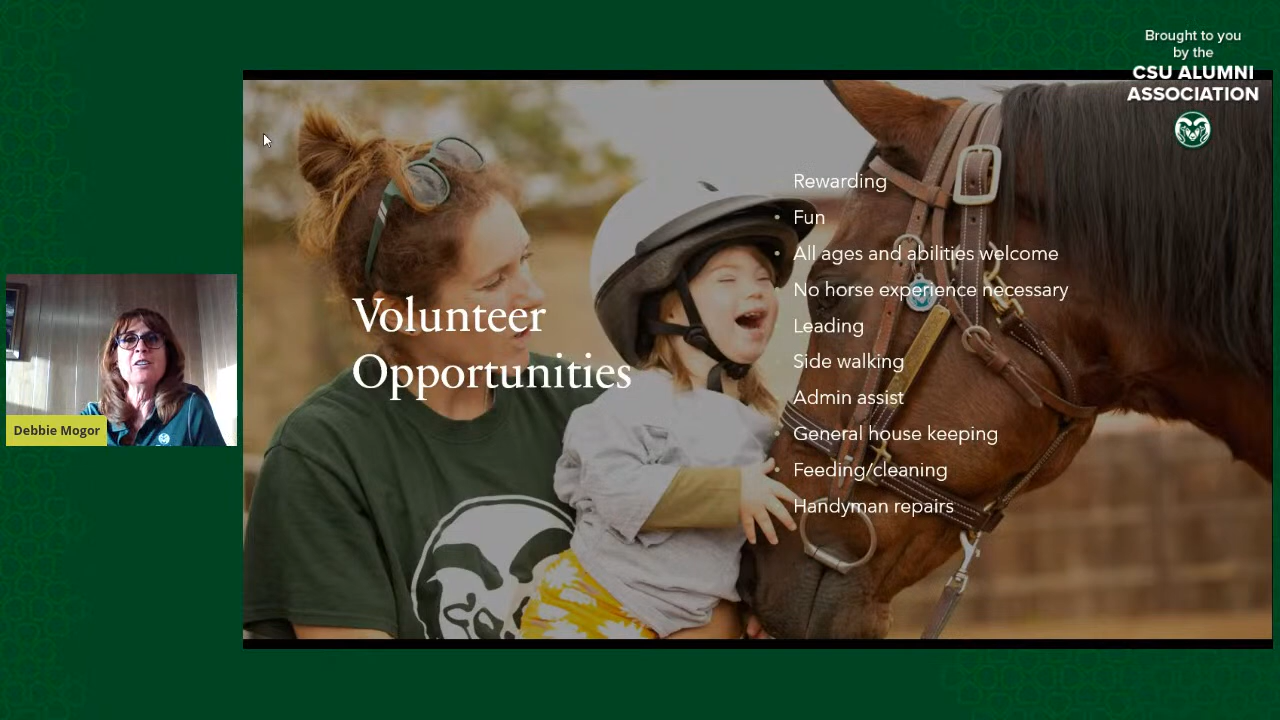 Brought to you
by the
CSU ALUMNI
ASSOCIATION
Debbie Mogor
Volunteer
Opportunities
Rewarding
• Fun
• All ages and abilities welcome
No horse experience necessary
Leading
Side walking
Admin assist
• General house keeping
• Feeding/cleaning
Handyman repairs